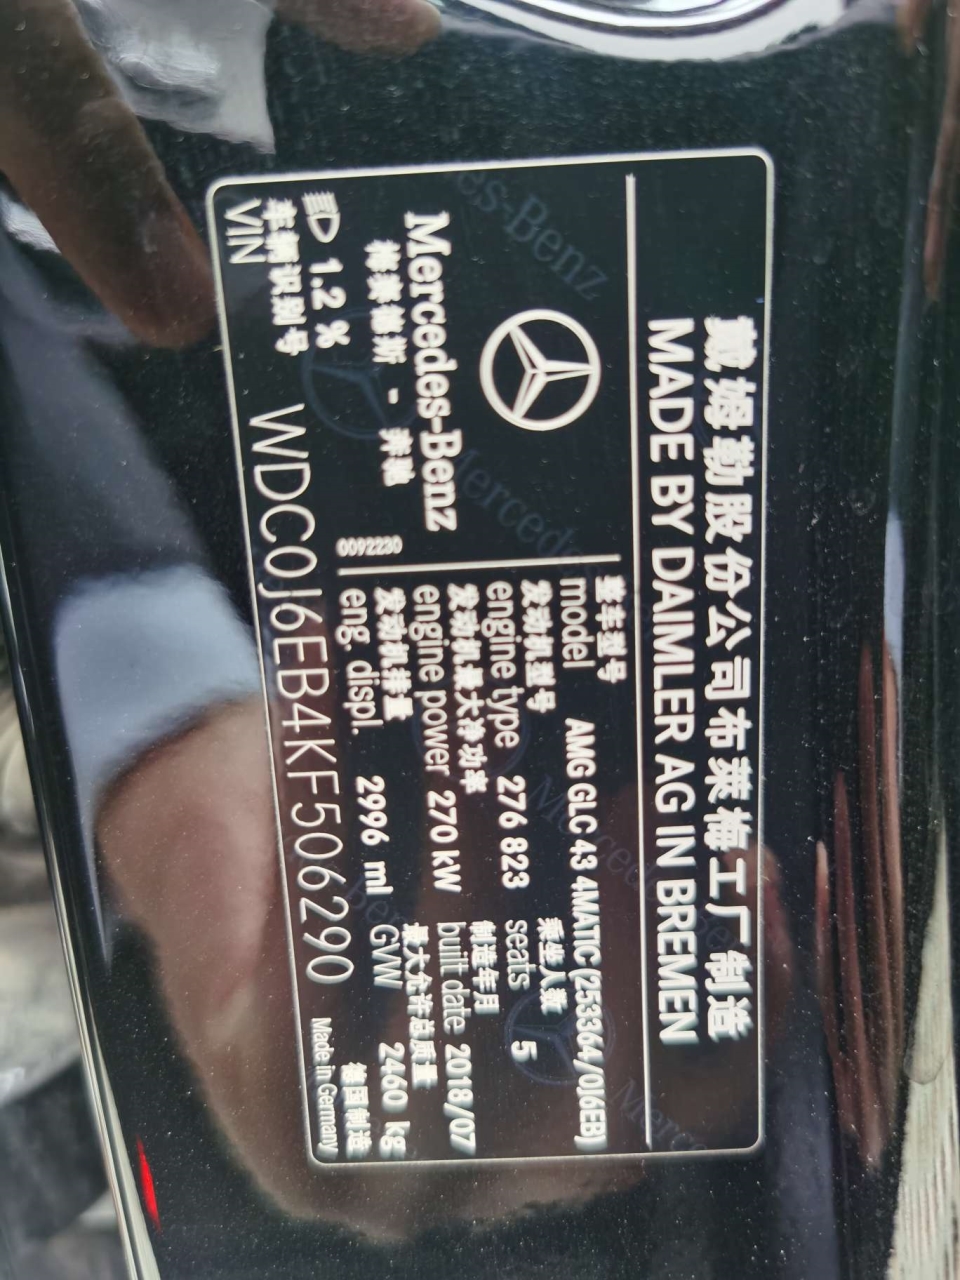 戴姆勒股份公司布莱梅工厂制造
MADE BY DAIMLER AG IN BREMEN
Mercedes-Benz
梅赛德斯 - 奔驰
1.2 %
0092230
整车型号
model AMG GLC 43 4MATIC (253364/0J6EB)
发动机型号
engine type 276 823
乘坐人数
seats 5
发动机最大净功率
engine power 270 kW
制造年月
built date 2018/07
发动机排量
eng. displ. 2996 ml
最大允许总质量
GVW 2460 kg
车辆识别号
VIN WDC0J6EB4KF506290
德国制造
Made in Germany